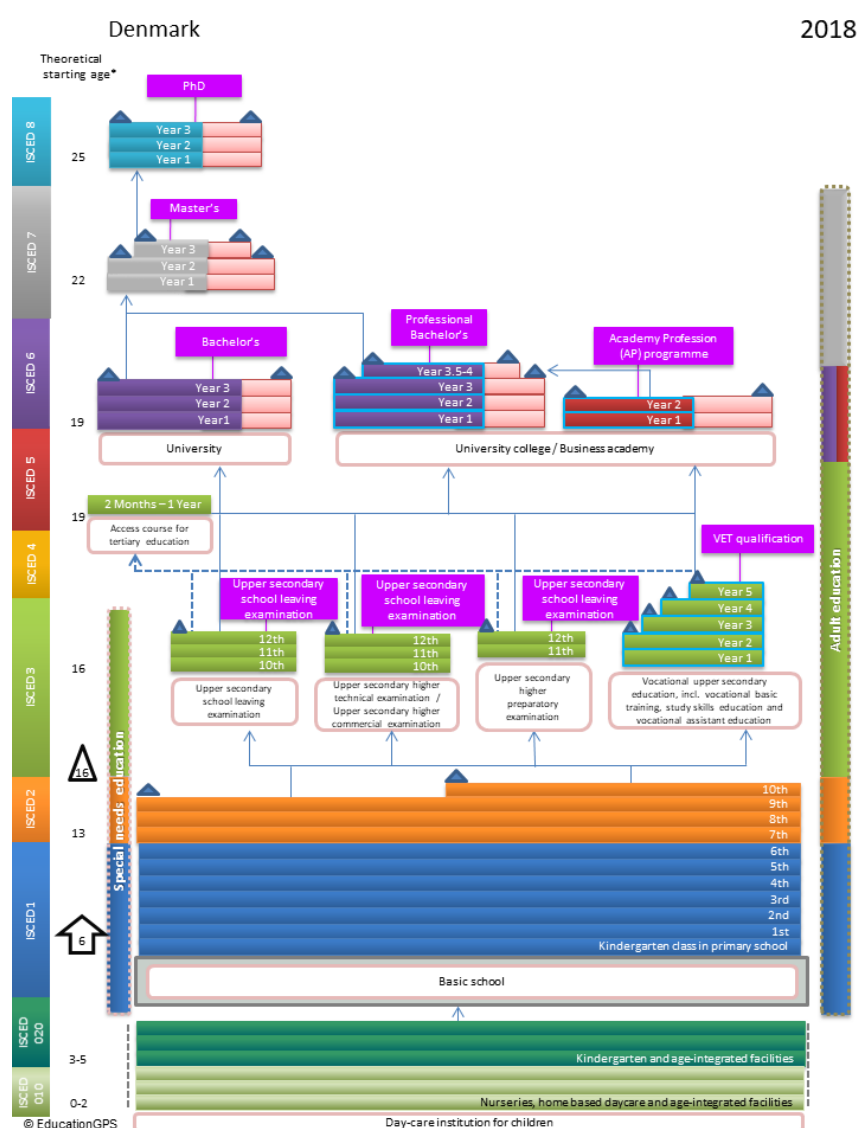 Denmark
2018
Theoretical
starting age*
PhD
ISCED 8
25
Year 3
Year 2
Year 1
Master's
ISCED 7
22
Year 3
Year 2
Year 1
ISCED 6
19
Bachelor's
Year 3
Year 2
Year1
University
Professional
Bachelor's
Year 3.5-4
Year 3
Year 2
Year 1
Academy Profession
(AP) programme
Year 2
Year 1
University college / Business academy
ISCED 5
19
2 Months – 1 Year
Access course for
tertiary education
ISCED 4
VET qualification
Upper secondary
school leaving
examination
Upper secondary
school leaving
examination
Upper secondary
school leaving
examination
ISCED 3
16
12th
11th
10th
12th
11th
10th
12th
11th
Year 5
Year 4
Year 3
Year 2
Year 1
Upper secondary
school leaving
examination
Upper secondary higher
technical examination /
Upper secondary higher
commercial examination
Upper secondary
higher
preparatory
examination
Vocational upper secondary
education, incl. vocational basic
training, study skills education and
vocational assistant education
Adult education
Special needs education
16
ISCED 2
13
10th
9th
8th
7th
ISCED1
6
6th
5th
4th
3rd
2nd
1st
Kindergarten class in primary school
Basic school
ISCED
020
3-5
Kindergarten and age-integrated facilities
ISCED
010
0-2
Nurseries, home based daycare and age-integrated facilities
Day-care institution for children
© EducationGPS